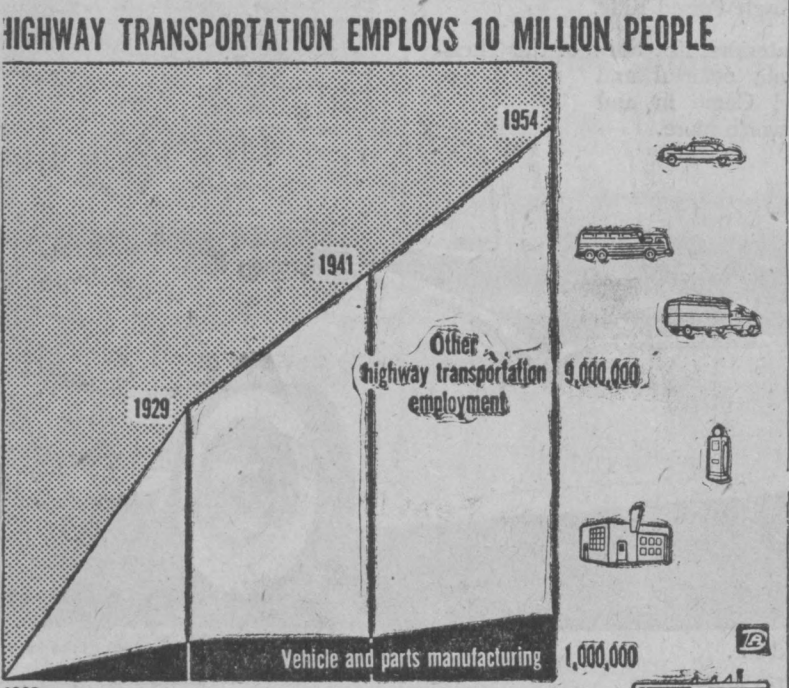 HIGHWAY TRANSPORTATION EMPLOYS 10 MILLION PEOPLE
1954
1941
1929
Other
highway transportation
employment
9,000,000
Vehicle and parts manufacturing
1,000,000